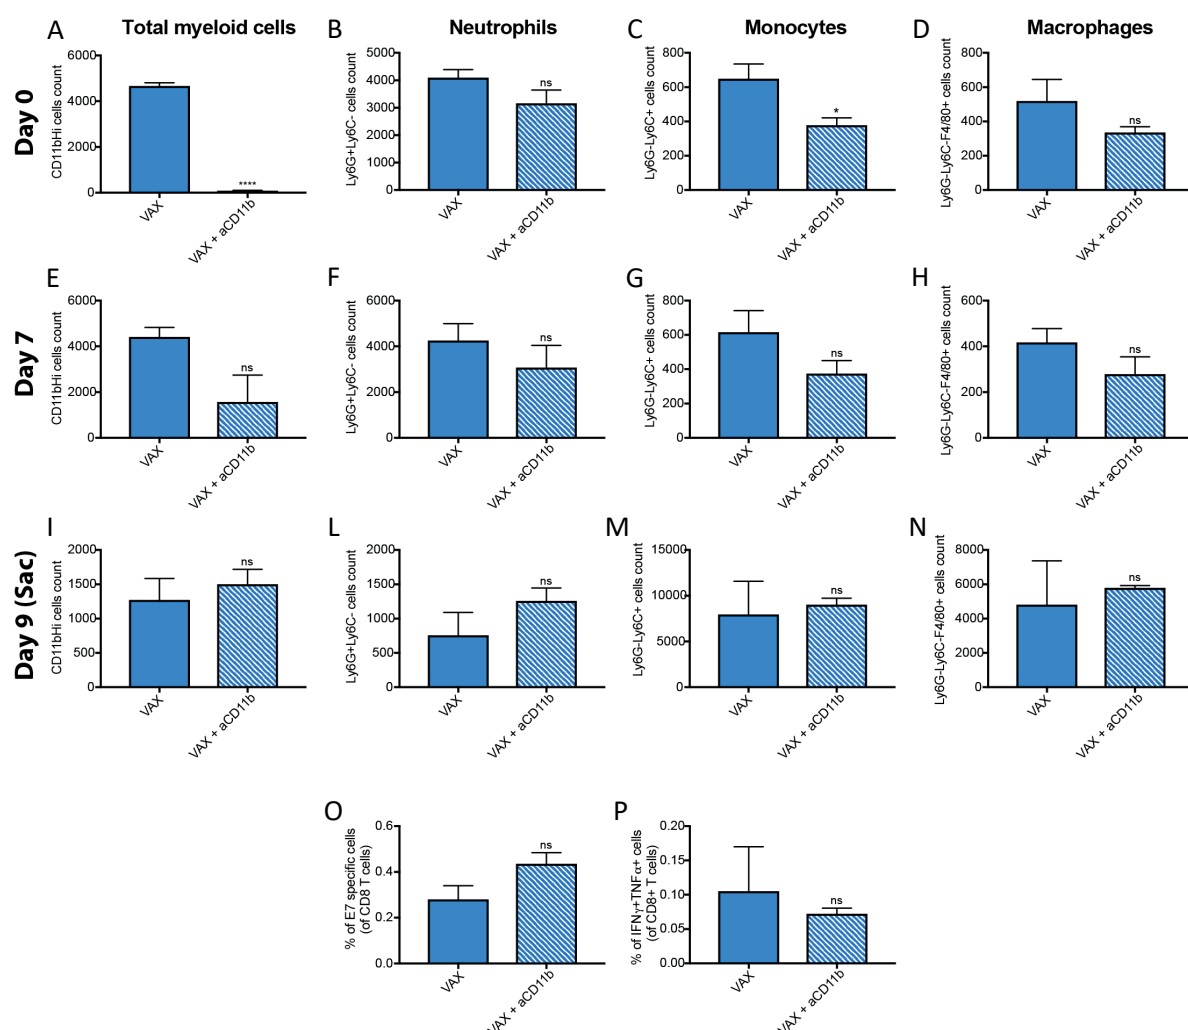 A Total myeloid cells
B Neutrophils
C Monocytes
D Macrophages
Day 0
CD11bHi cells count
6000
4000
2000
0
****
VAX
VAX + aCD11b
Ly6G+Ly6C- cells count
5000
4000
3000
2000
1000
0
ns
VAX
VAX + aCD11b
Ly6G-Ly6C+ cells count
800
600
400
200
0
*
VAX
VAX + aCD11b
Ly6G-Ly6C-F4/80+ cells count
800
600
400
200
0
ns
VAX
VAX + aCD11b
Day 7
E
CD11bHi cells count
6000
4000
2000
0
ns
VAX
VAX + aCD11b
F
Ly6G+Ly6C- cells count
6000
4000
2000
0
ns
VAX
VAX + aCD11b
G
Ly6G-Ly6C+ cells count
800
600
400
200
0
ns
VAX
VAX + aCD11b
H
Ly6G-Ly6C-F4/80+ cells count
600
400
200
0
ns
VAX
VAX + aCD11b
Day 9 (Sac)
I
CD11bHi cells count
2000
1500
1000
500
0
ns
VAX
VAX + aCD11b
L
Ly6G+Ly6C- cells count
2000
1500
1000
500
0
ns
VAX
VAX + aCD11b
M
Ly6G-Ly6C+ cells count
15000
10000
5000
0
ns
VAX
VAX + aCD11b
N
Ly6G-Ly6C-F4/80+ cells count
8000
6000
4000
2000
0
ns
VAX
VAX + aCD11b
O
% of E7 specific cells
(of CD8 T cells)
0.6
0.4
0.2
0.0
ns
VAX
VAX + aCD11b
P
% of IFNγ+TNFα+ cells
(of CD8+ T cells)
0.20
0.15
0.10
0.05
0.00
ns
VAX
VAX + aCD11b